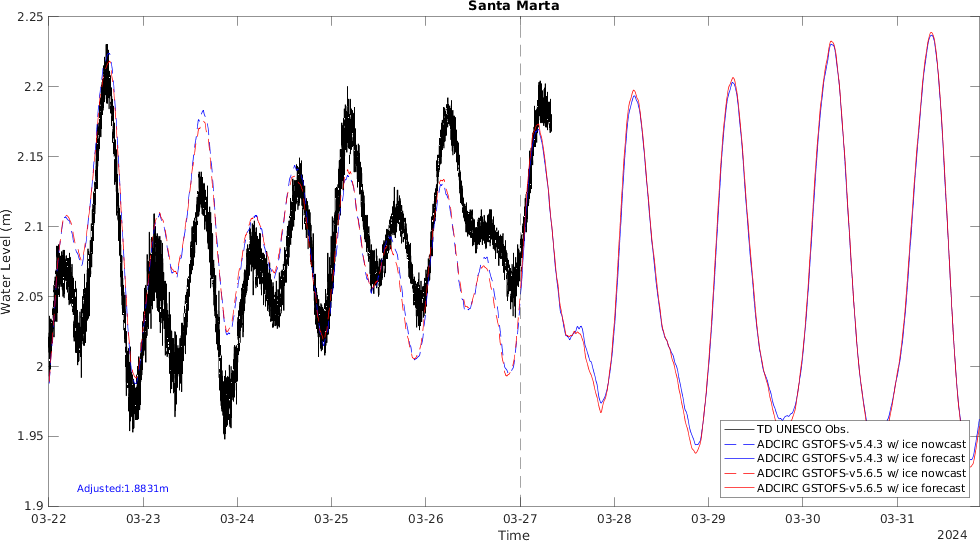 Santa Marta
2.25
2.2
2.15
2.1
2.05
2
1.95
1.9
Water Level (m)
Adjusted:1.8831m
TD UNESCO Obs.
ADCIRC GSTOFS-v5.4.3 w/ ice nowcast
ADCIRC GSTOFS-v5.4.3 w/ ice forecast
ADCIRC GSTOFS-v5.6.5 w/ ice nowcast
ADCIRC GSTOFS-v5.6.5 w/ ice forecast
03-22 03-23 03-24 03-25 03-26 03-27 03-28 03-29 03-30 03-31
Time
2024